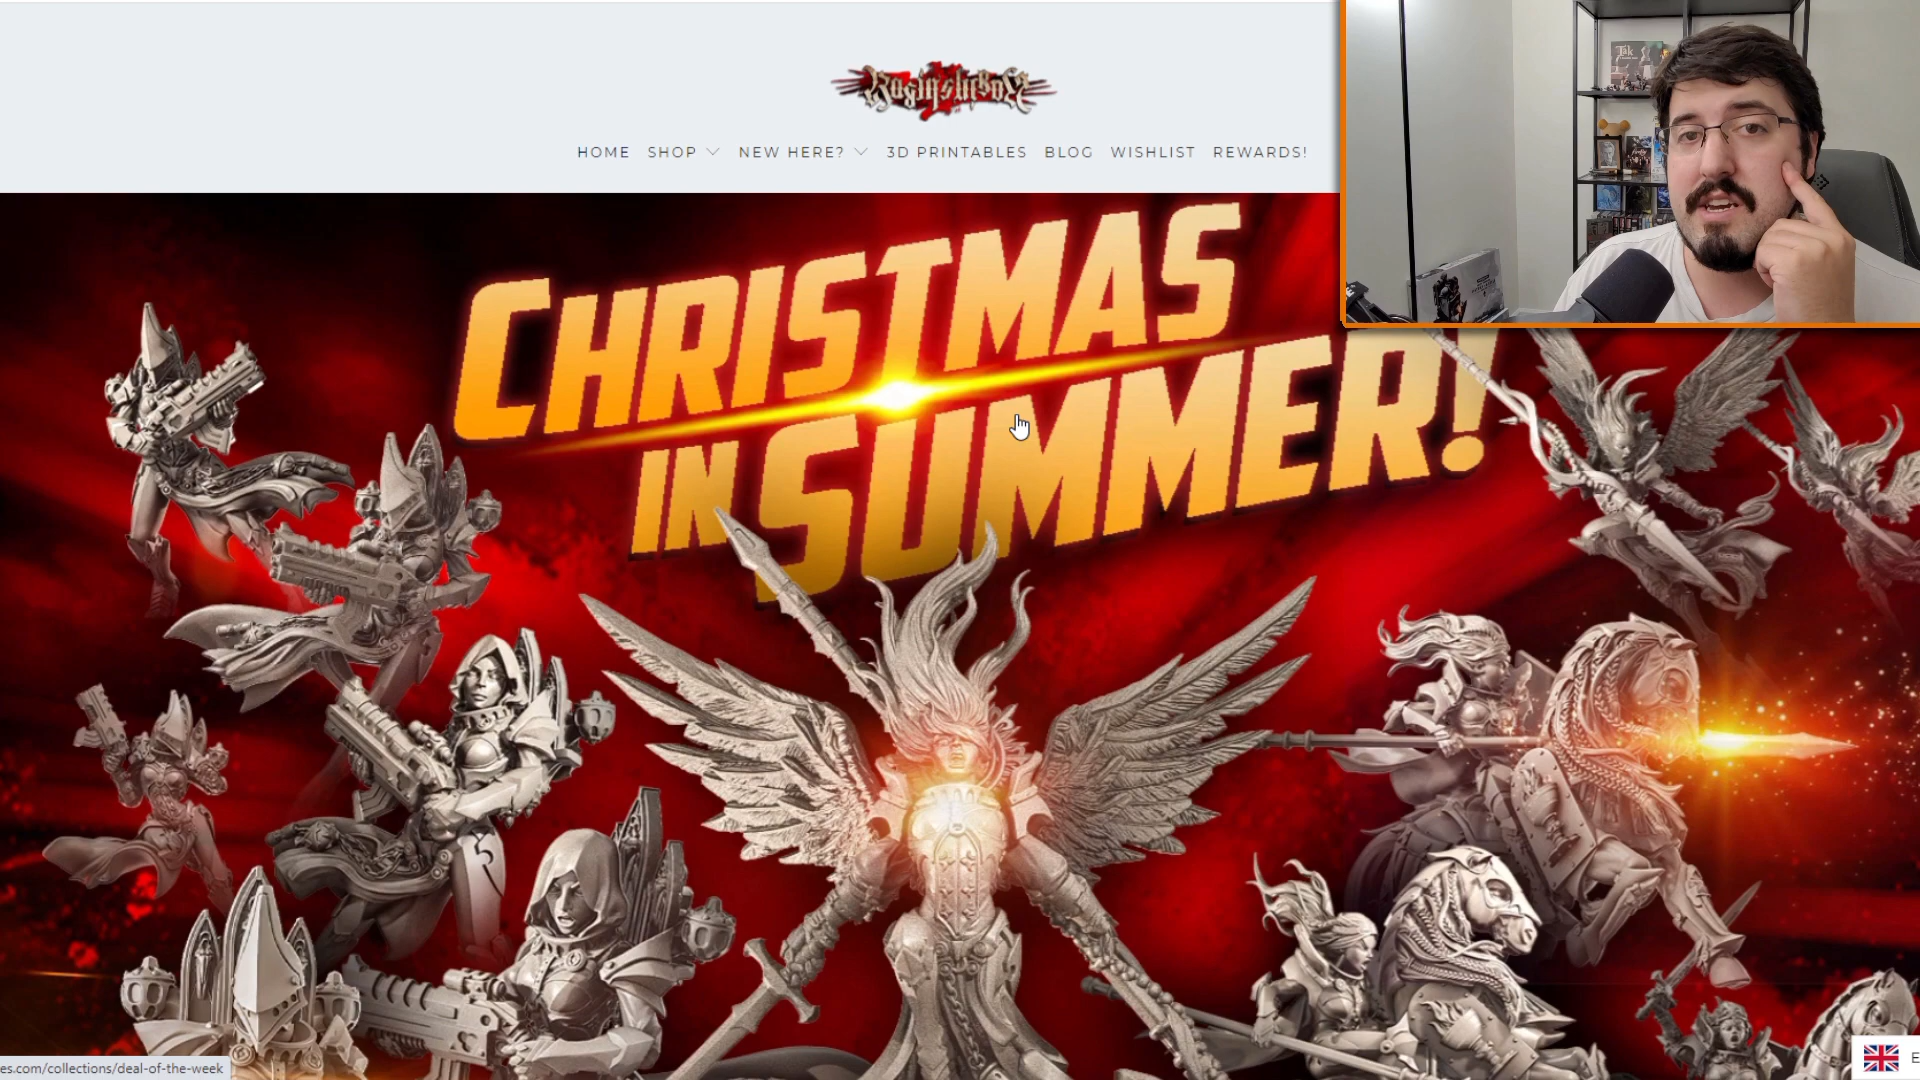 HOME SHOP NEW HERE? 3D PRINTABLES BLOG WISHLIST REWARDS!
CHRISTMAS
IN SUMMER!
es.com/collections/deal-of-the-week
E